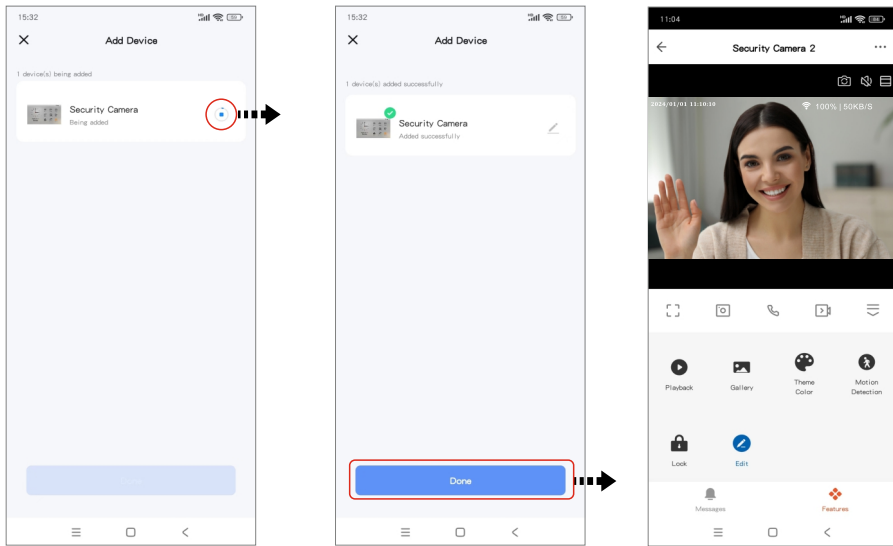 15:32
Add Device
1 device(s) being added
Security Camera
Being added
15:32
Add Device
1 device(s) added successfully
Security Camera
Added successfully
Done
11:04
Security Camera 2
2024/01/01 11:10:10
100% | 50KB/S
Playback
Gallery
Theme
Color
Motion
Detection
Lock
Edit
Messages
Features